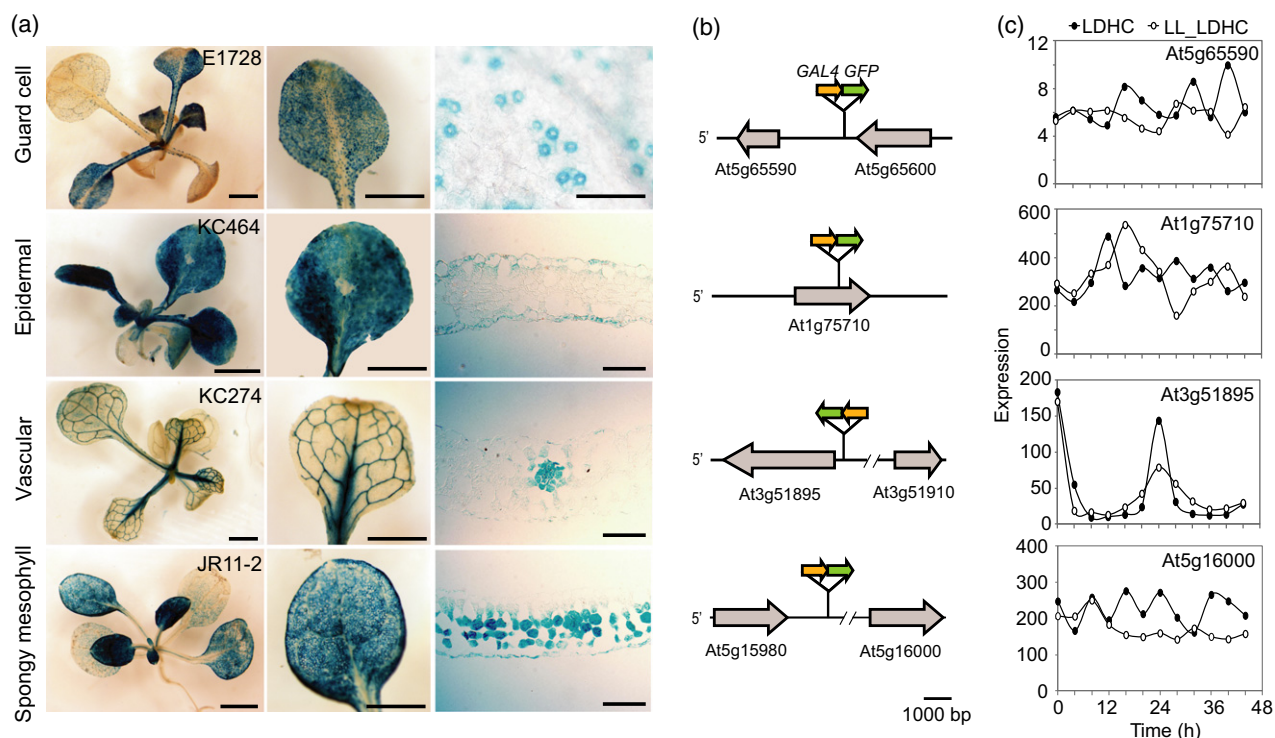 (a)
Guard cell
E1728
Epidermal
KC464
Vascular
KC274
Spongy mesophyll
JR11-2
(b)
GAL4 GFP
5'
At5g65590
At5g65600
5'
At1g75710
5'
At3g51895
At3g51910
5'
At5g15980
At5g16000
1000 bp
(c)
LDHC
LL_LDHC
Expression
At5g65590
12
8
4
0
At1g75710
600
400
200
0
At3g51895
200
150
100
50
0
At5g16000
400
300
200
100
0
0 12 24 36 48
Time (h)